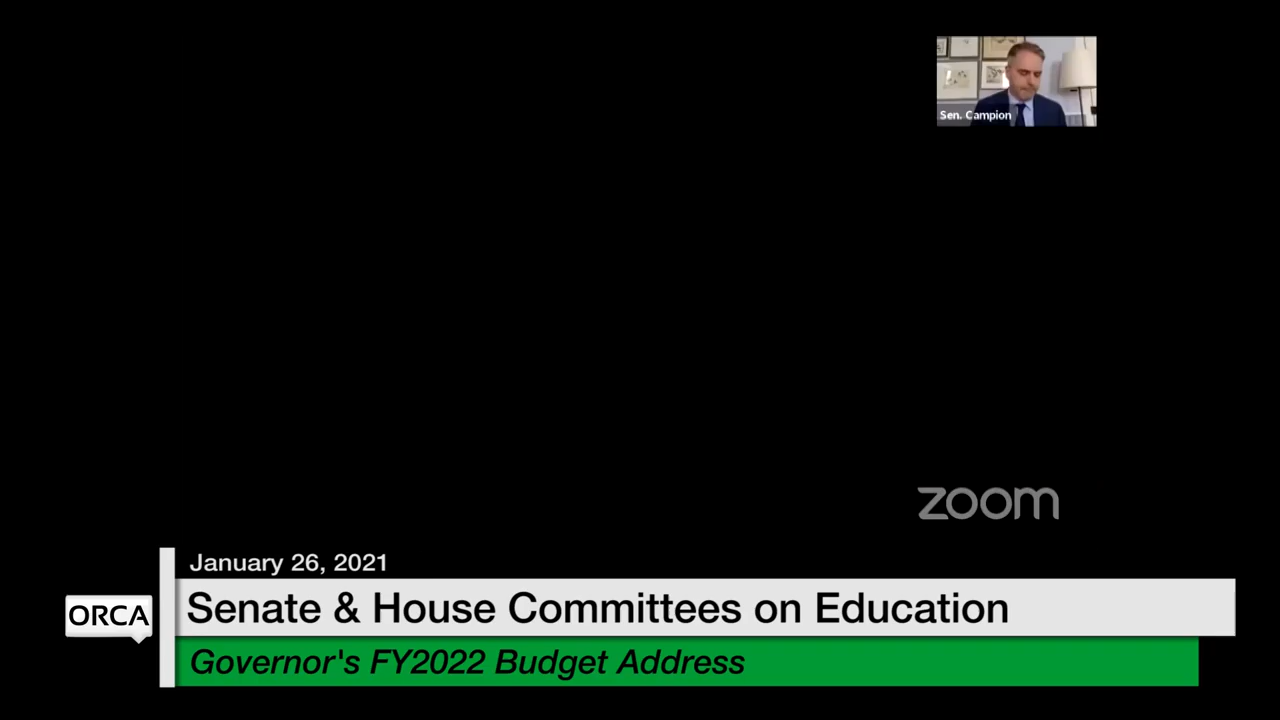 Sen. Campion
zoom
January 26, 2021
ORCA
Senate & House Committees on Education
Governor's FY2022 Budget Address